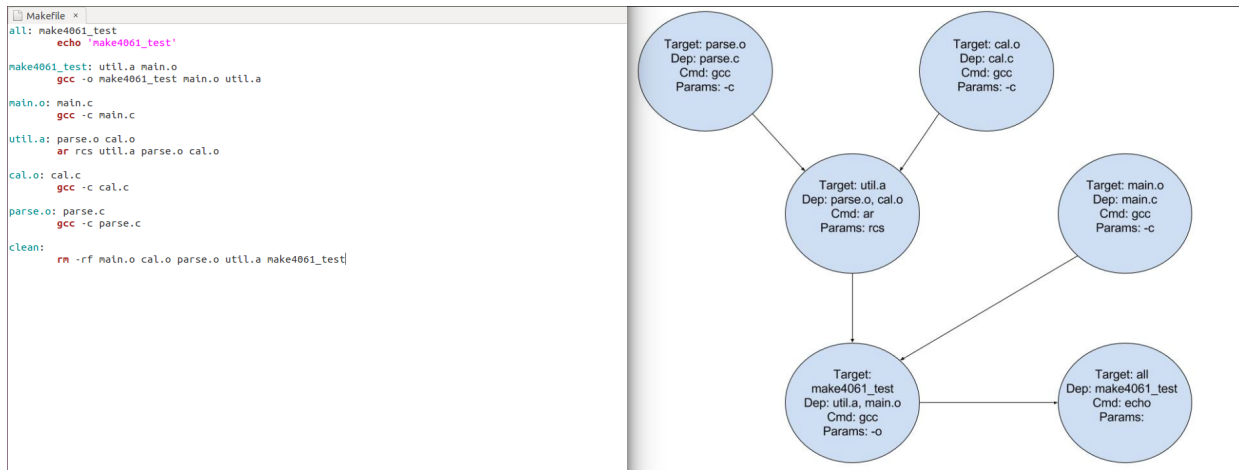 Makefile ×
all: make4061_test
echo 'make4061_test'
make4061_test: util.a main.o
gcc -o make4061_test main.o util.a
main.o: main.c
gcc -c main.c
util.a: parse.o cal.o
ar rcs util.a parse.o cal.o
cal.o: cal.c
gcc -c cal.c
parse.o: parse.c
gcc -c parse.c
clean:
rm -rf main.o cal.o parse.o util.a make4061_test
Target: parse.o
Dep: parse.c
Cmd: gcc
Params: -c
Target: cal.o
Dep: cal.c
Cmd: gcc
Params: -c
Target: util.a
Dep: parse.o, cal.o
Cmd: ar
Params: rcs
Target: main.o
Dep: main.c
Cmd: gcc
Params: -c
Target:
make4061_test
Dep: util.a, main.o
Cmd: gcc
Params: -o
Target: all
Dep: make4061_test
Cmd: echo
Params: